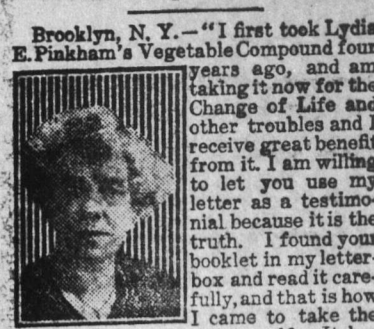 Brooklyn, N. Y.—"I first took Lydia
E. Pinkham's Vegetable Compound four
years ago, and am
taking it now for the
Change of Life and
other troubles and I
receive great benefit
from it. I am willing
to let you use my
letter as a testimo-
nial because it is the
truth. I found your
booklet in my letter-
box and read it care-
fully, and that is how
I came to take the